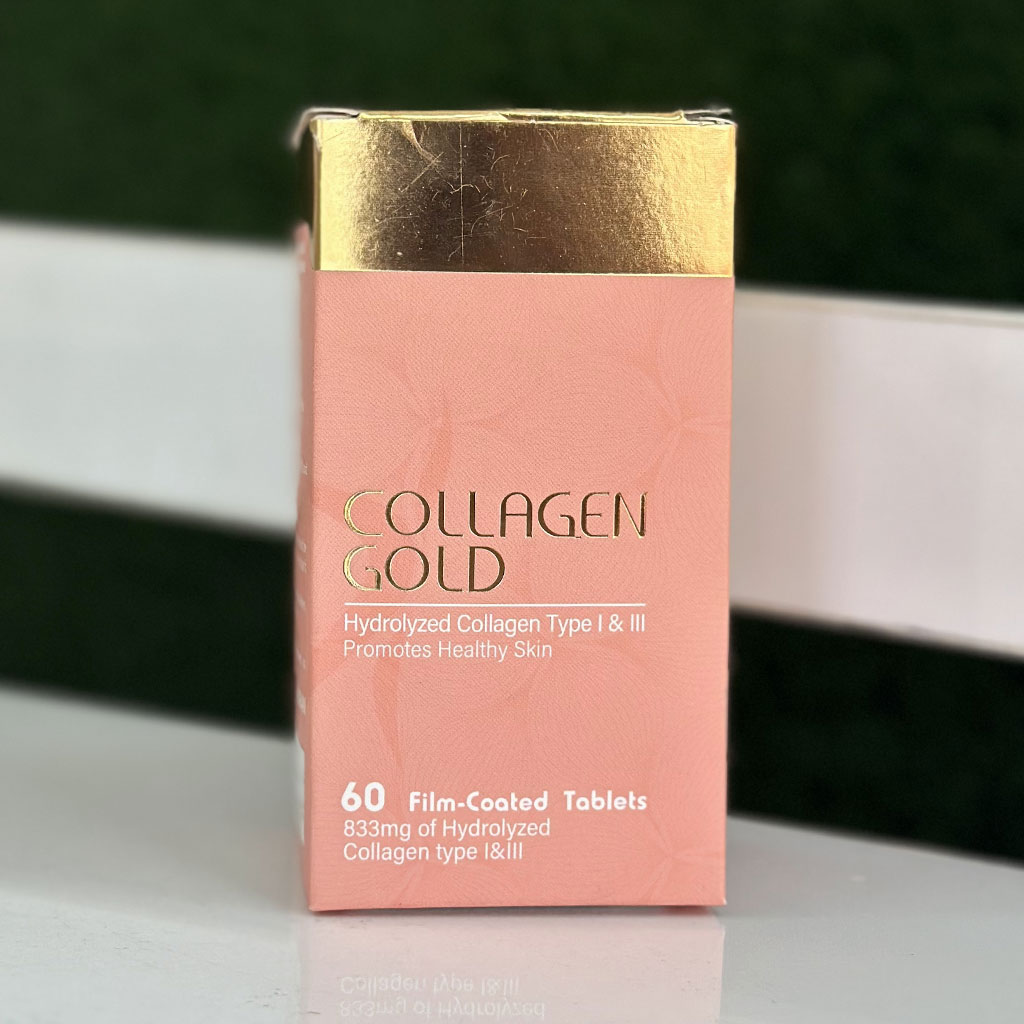 COLLAGEN
GOLD
Hydrolyzed Collagen Type I & III
Promotes Healthy Skin
60 Film-Coated Tablets
833mg of Hydrolyzed
Collagen type I&III